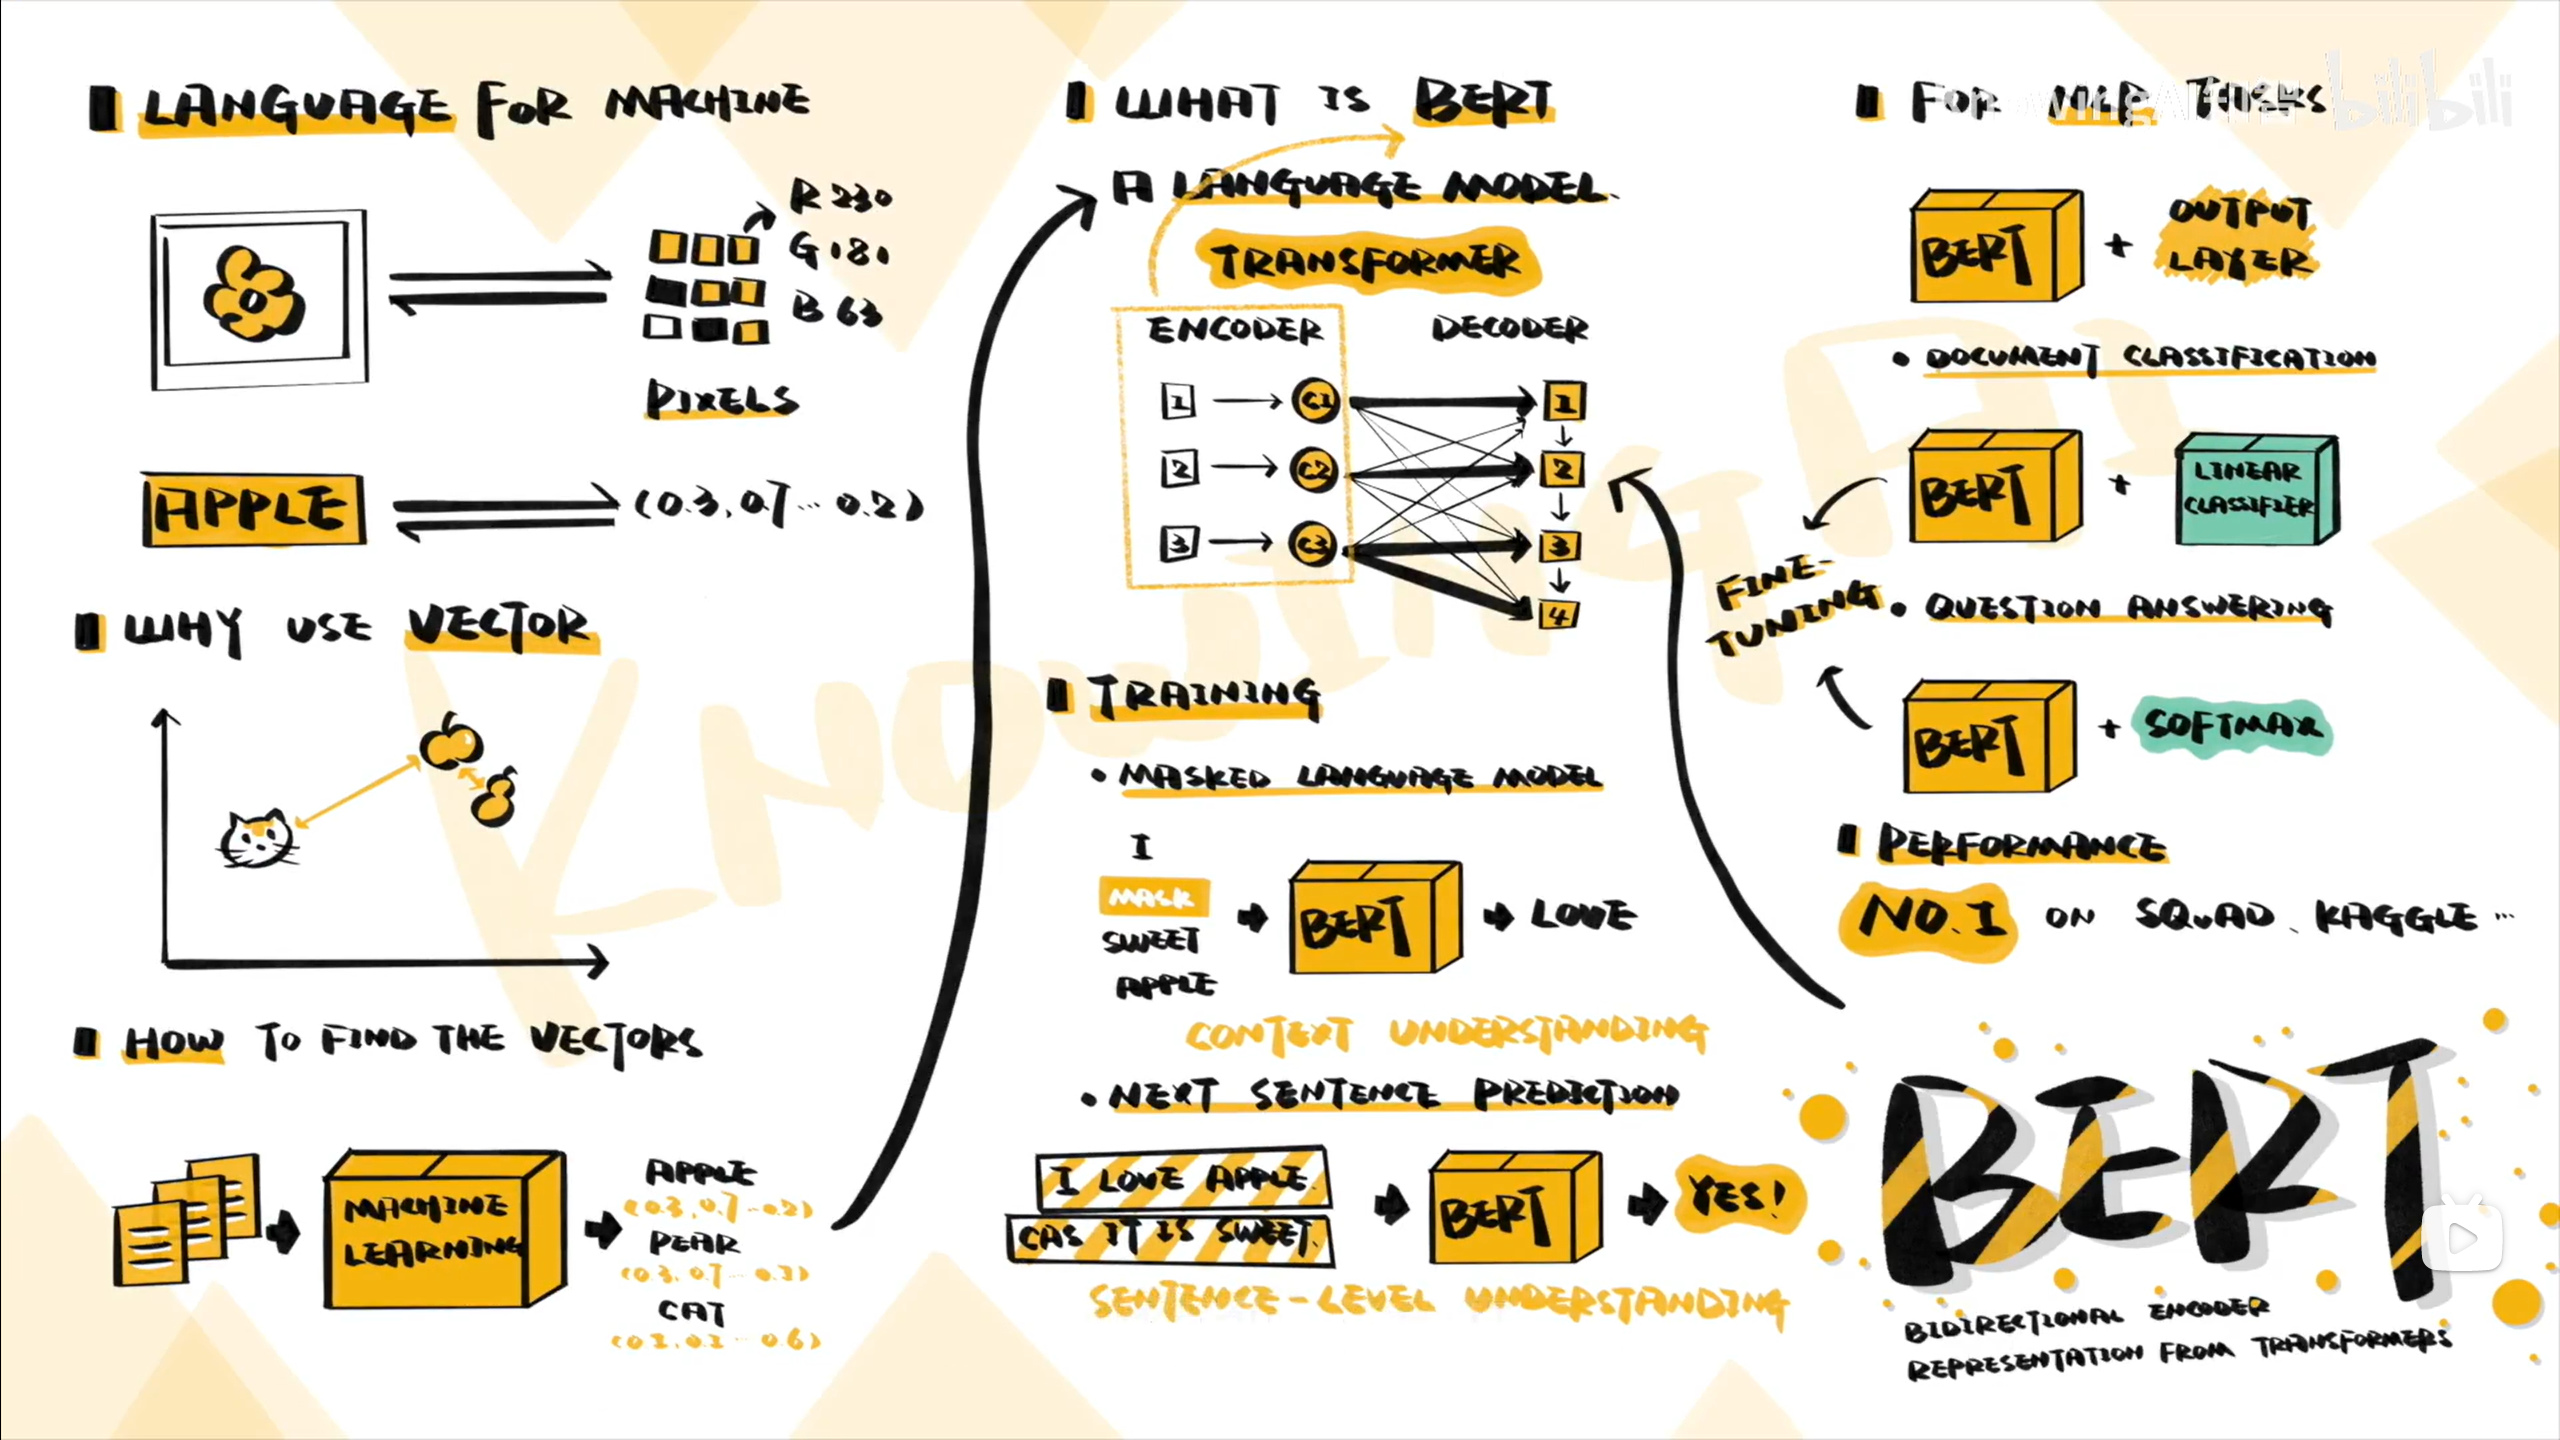 LANGUAGE FOR MACHINE
R 230
G 181
B 63
PIXELS
APPLE
(0.3, 0.7 ... 0.2)
WHY USE VECTOR
HOW TO FIND THE VECTORS
MACHINE
LEARNING
APPLE
(0.3, 0.7 ... 0.2)
PEAR
(0.3, 0.7 ... 0.3)
CAT
(0.1, 0.1 ... 0.6)
WHAT IS BERT
A LANGUAGE MODEL.
TRANSFORMER
ENCODER DECODER
1 C1 1
2 C2 2
3 C3 3
4
TRAINING
• MASKED LANGUAGE MODEL
I
MASK
SWEET
APPLE
BERT
LOVE
CONTEXT UNDERSTANDING
• NEXT SENTENCE PREDICTION
I LOVE APPLE.
CAS IT IS SWEET.
BERT
YES!
SENTENCE-LEVEL UNDERSTANDING
FOR NLP TASKS
bilibili
BERT + OUTPUT
LAYER
• DOCUMENT CLASSIFICATION
BERT + LINEAR
CLASSIFIER
FINE-
TUNING
• QUESTION ANSWERING
BERT + SOFTMAX
PERFORMANCE
NO.1 ON SQUAD、KAGGLE ...
BERT
BIDIRECTIONAL ENCODER
REPRESENTATION FROM TRANSFORMERS
KNOWINGAI